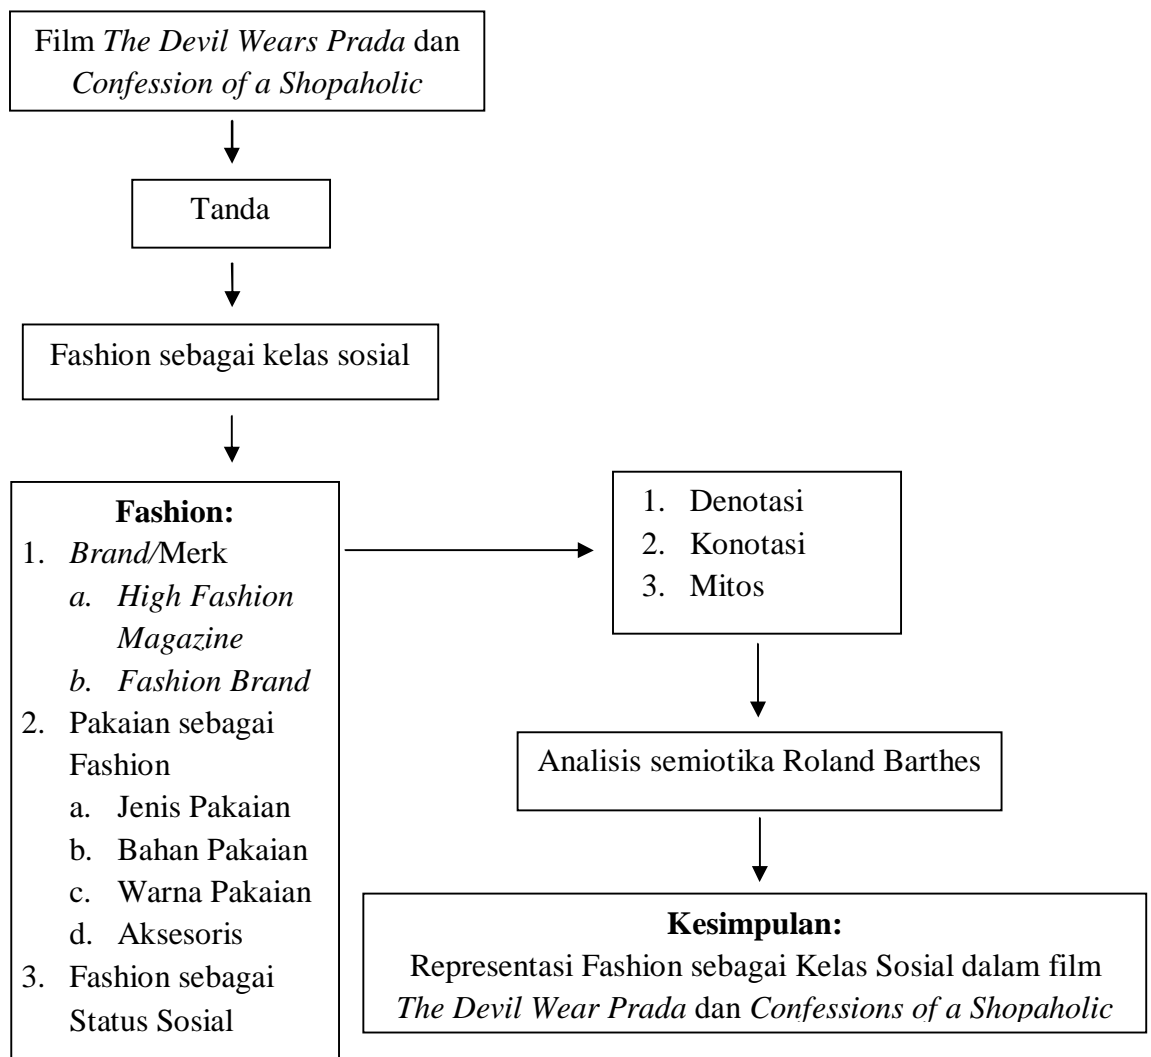 Film The Devil Wears Prada dan
Confession of a Shopaholic
Tanda
Fashion sebagai kelas sosial
Fashion:
1. Brand/Merk
a. High Fashion
Magazine
b. Fashion Brand
2. Pakaian sebagai
Fashion
a. Jenis Pakaian
b. Bahan Pakaian
c. Warna Pakaian
d. Aksesoris
3. Fashion sebagai
Status Sosial
1. Denotasi
2. Konotasi
3. Mitos
Analisis semiotika Roland Barthes
Kesimpulan:
Representasi Fashion sebagai Kelas Sosial dalam film
The Devil Wear Prada dan Confessions of a Shopaholic